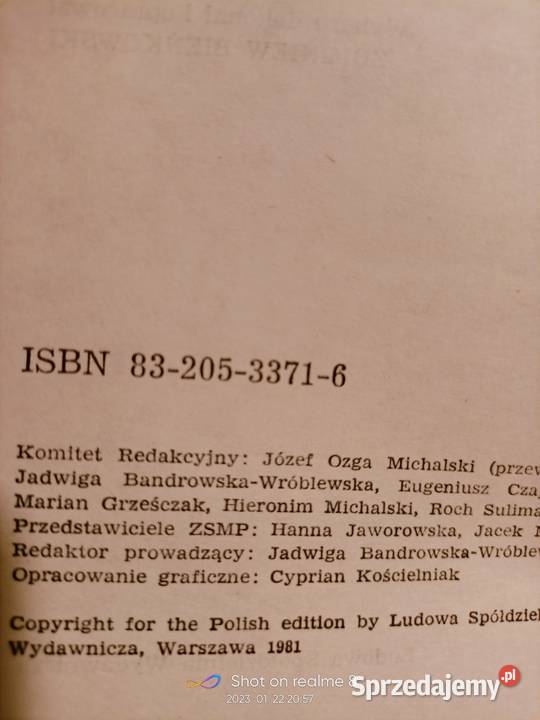 ISBN 83-205-3371-6
Komitet Redakcyjny: Józef Ozga Michalski
Jadwiga Bandrowska-Wróblewska, Eugeniusz
Marian Grześczak, Hieronim Michalski, Roch
Przedstawiciele ZSMP: Hanna Jaworowska, Jacek
Redaktor prowadzący: Jadwiga
Opracowanie graficzne: Cyprian Kościelniak
Copyright for the Polish edition by Ludowa
Wydawnicza, Warszawa 1981
Shot on realme 8
2023.01.22 20:57
Sprzedajemy.pl